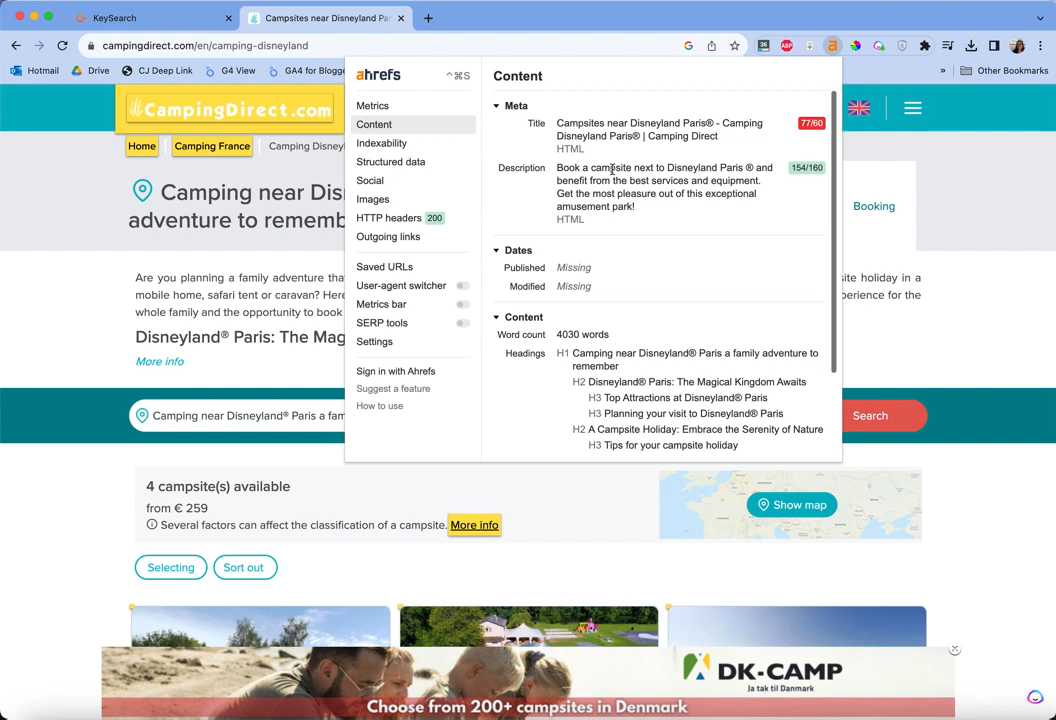 KeySearch
Campsites near Disneyland Pa
campingdirect.com/en/camping-disneyland
36
ABP
a
Hotmail
Drive
CJ Deep Link
G4 View
GA4 for Blogge
»
Other Bookmarks
CampingDirect.com
Home
Camping France
Camping Disney
Camping near Dis
adventure to rememb
Booking
Are you planning a family adventure tha
mobile home, safari tent or caravan? Here
whole family and the opportunity to book
site holiday in a
perience for the
Disneyland® Paris: The Mag
More info
Camping near Disneyland® Paris a fam
Search
ahrefs
^⌘S
Metrics
Content
Indexability
Structured data
Social
Images
HTTP headers 200
Outgoing links
Saved URLs
User-agent switcher
Metrics bar
SERP tools
Settings
Sign in with Ahrefs
Suggest a feature
How to use
Content
Meta
Title
Campsites near Disneyland Paris® - Camping
Disneyland Paris® | Camping Direct
HTML
77/60
Description
Book a campsite next to Disneyland Paris ® and
benefit from the best services and equipment.
Get the most pleasure out of this exceptional
amusement park!
HTML
154/160
Dates
Published Missing
Modified Missing
Content
Word count 4030 words
Headings
H1 Camping near Disneyland® Paris a family adventure to
remember
H2 Disneyland® Paris: The Magical Kingdom Awaits
H3 Top Attractions at Disneyland® Paris
H3 Planning your visit to Disneyland® Paris
H2 A Campsite Holiday: Embrace the Serenity of Nature
H3 Tips for your campsite holiday
4 campsite(s) available
from € 259
Several factors can affect the classification of a campsite. More info
Show map
Selecting
Sort out
DK-CAMP
Ja tak til Danmark
Choose from 200+ campsites in Denmark